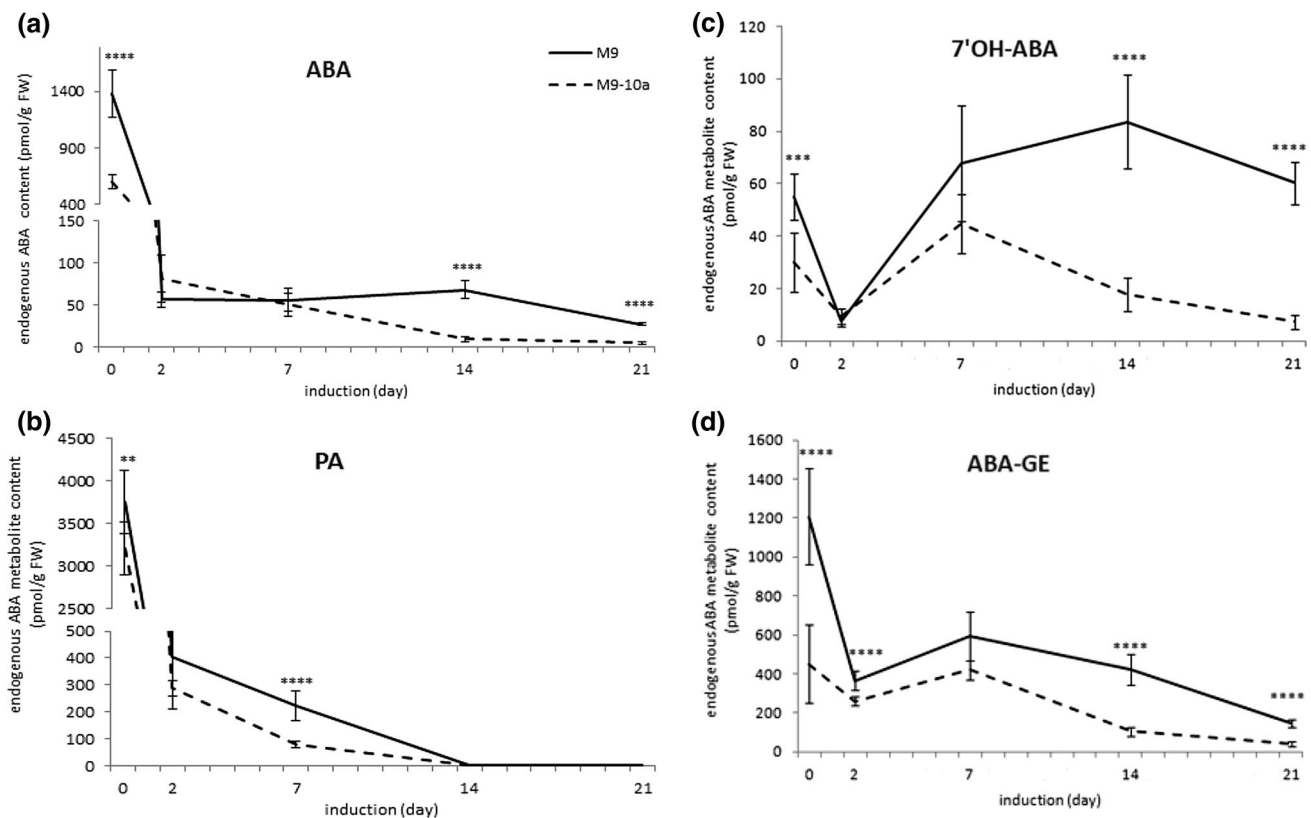 (a)
ABA
M9
M9-10a
endogenous ABA content (pmol/g FW)
1400
900
400
150
100
50
0
****
****
****
0 2 7 14 21
induction (day)
(b)
PA
endogenous ABA metabolite content
(pmol/g FW)
4500
4000
3500
3000
2500
500
400
300
200
100
0
**
****
0 2 7 14 21
induction (day)
(c)
7'OH-ABA
endogenous ABA metabolite content
(pmol/g FW)
120
100
80
60
40
20
0
***
****
****
0 2 7 14 21
induction (day)
(d)
ABA-GE
endogenous ABA metabolite content
(pmol/g FW)
1600
1400
1200
1000
800
600
400
200
0
****
****
****
****
0 2 7 14 21
induction (day)